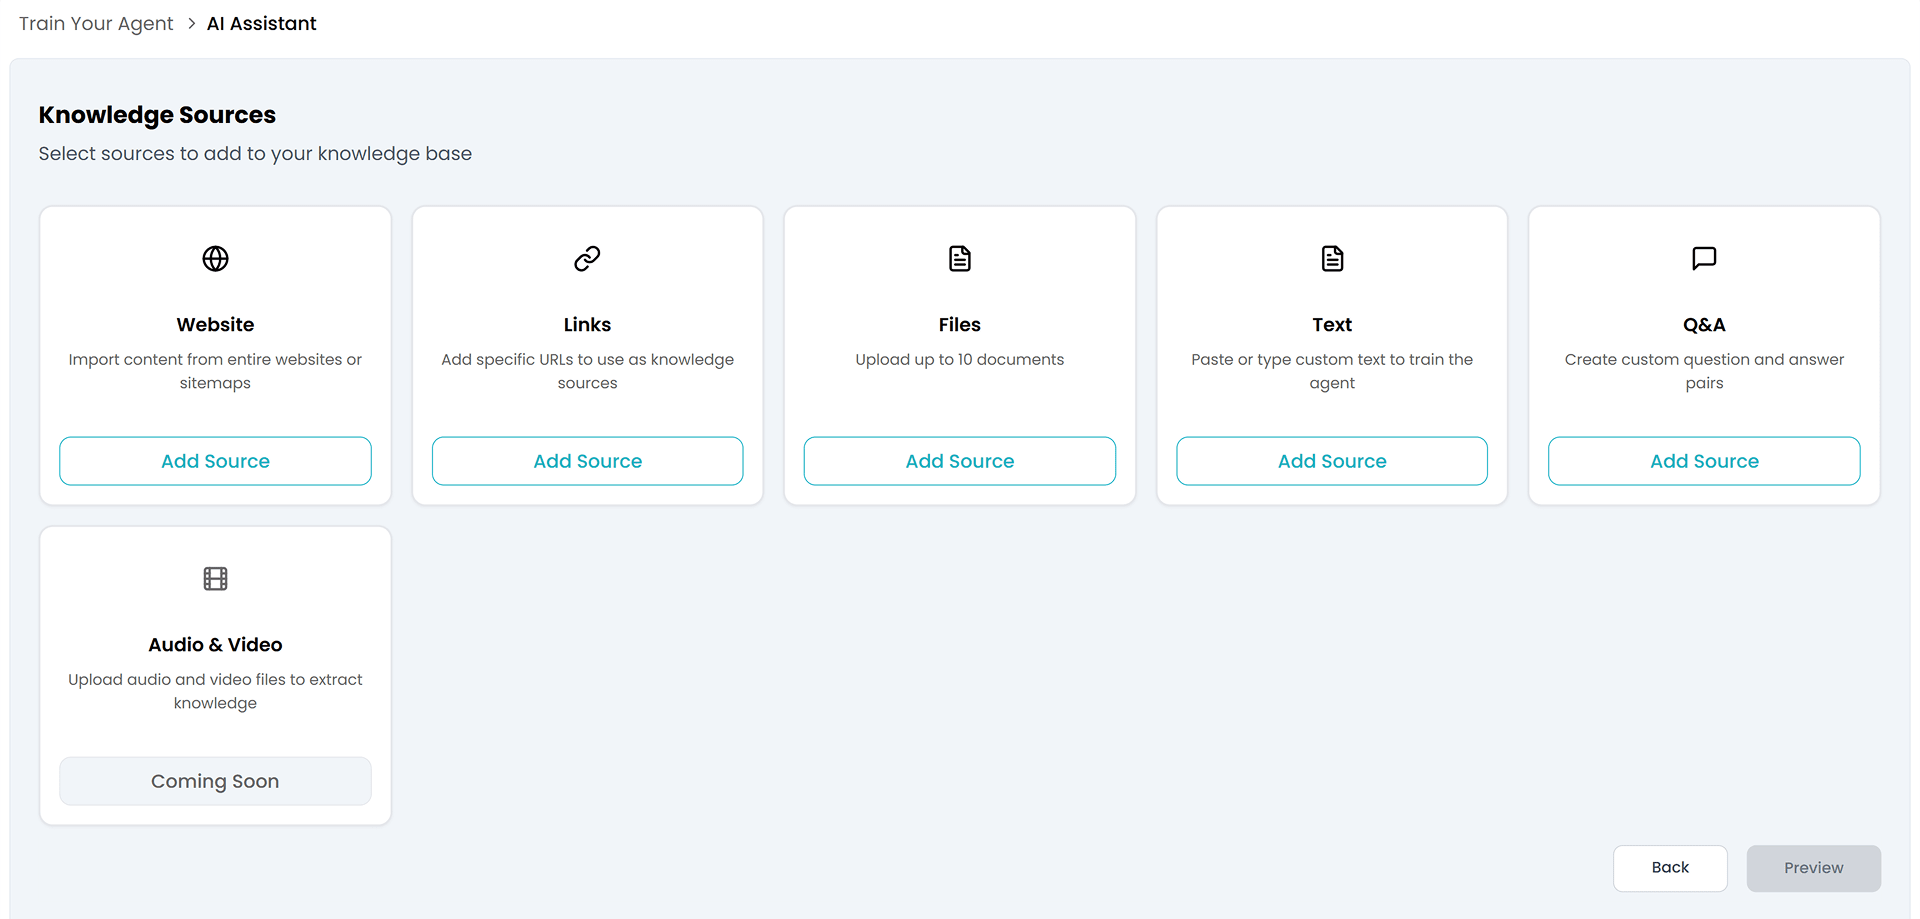 Train Your Agent > AI Assistant
Knowledge Sources
Select sources to add to your knowledge base
Website
Import content from entire websites or
sitemaps
Add Source
Links
Add specific URLs to use as knowledge
sources
Add Source
Files
Upload up to 10 documents
Add Source
Text
Paste or type custom text to train the
agent
Add Source
Q&A
Create custom question and answer
pairs
Add Source
Audio & Video
Upload audio and video files to extract
knowledge
Coming Soon
Back
Preview